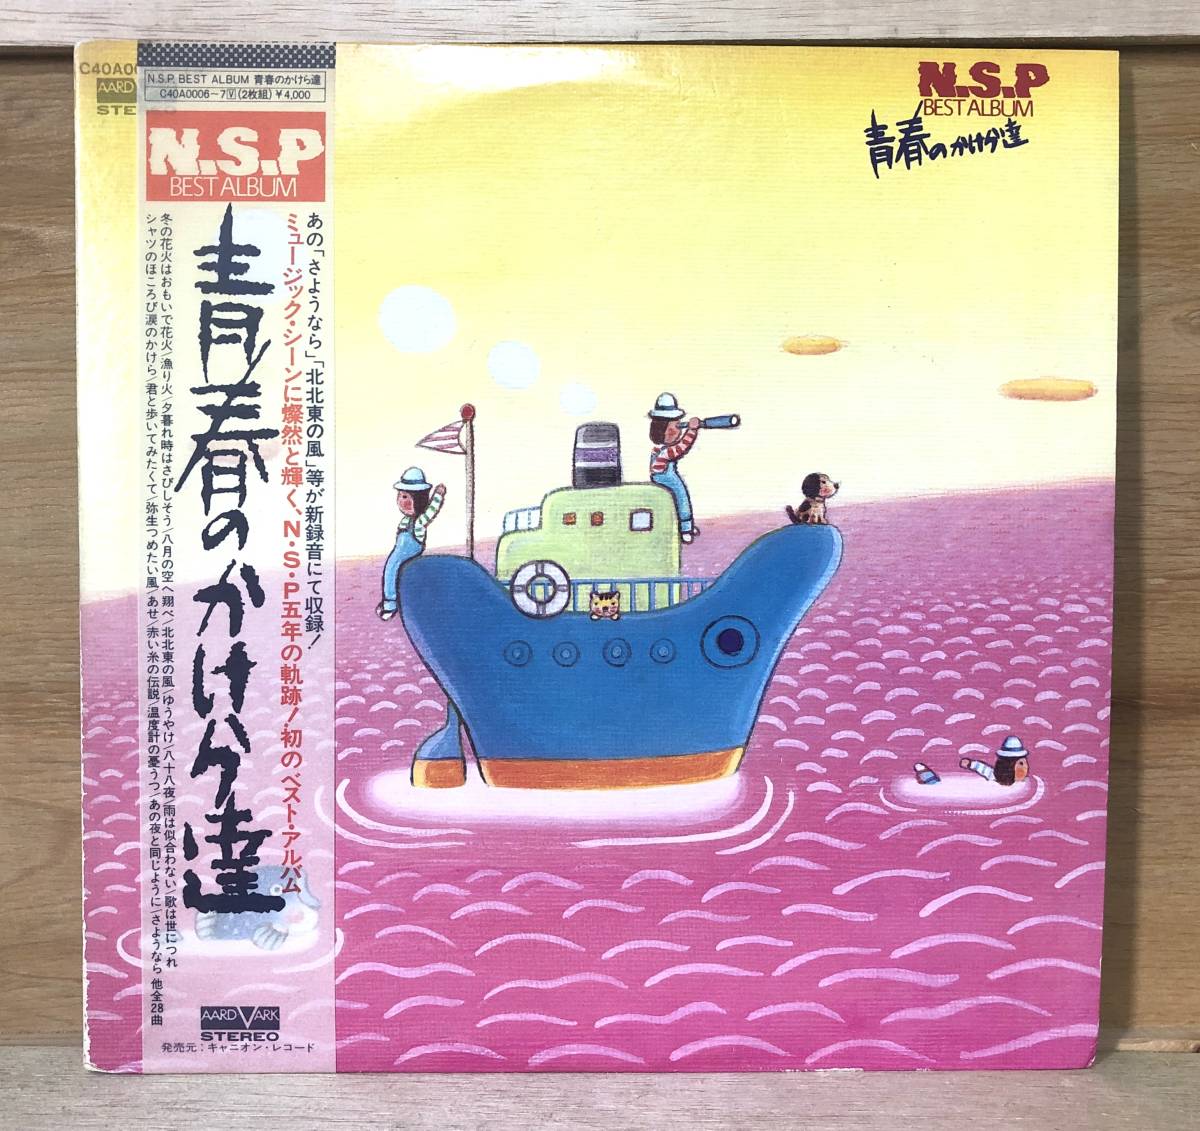 C40A00
AARD
STE
N.S.P. BEST ALBUM 青春のかけら達
C40A0006~7Ⓥ(2枚組)¥4,000
N.S.P
BEST ALBUM
青春のかけら達
あの「さようなら」「北北東の風」等が新録音にて収録!
ミュージック・シーンに燦然と輝く、N・S・P五年の軌跡!初のベスト・アルバム
冬の花火はおもいで花火/漁り火/夕暮れ時はさびしそう/八月の空へ翔べ/北北東の風/ゆうやけ/八十八夜/雨は似合わない/歌は世につれ
シャツのほころび涙のかけら/君と歩いてみたくて/弥生つめたい風/あせ/赤い糸の伝説/温度計の憂うつ/あの夜と同じように/さようなら 他全28曲
AARDVARK
STEREO
発売元:キャニオン・レコード
N.S.P
BEST ALBUM
青春のかけら達